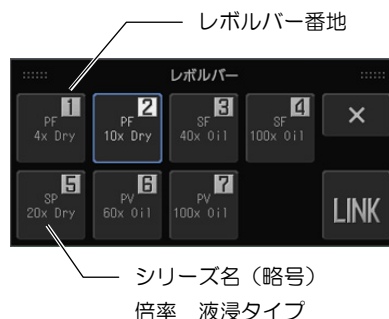 レボルバー番地
レボルバー
1 2 3 4
PF PF SF SF ×
4x Dry 10x Dry 40x Oil 100x Oil
5 6 7
SP PV PV LINK
20x Dry 60x Oil 100x Oil
シリーズ名（略号）
倍率 液浸タイプ